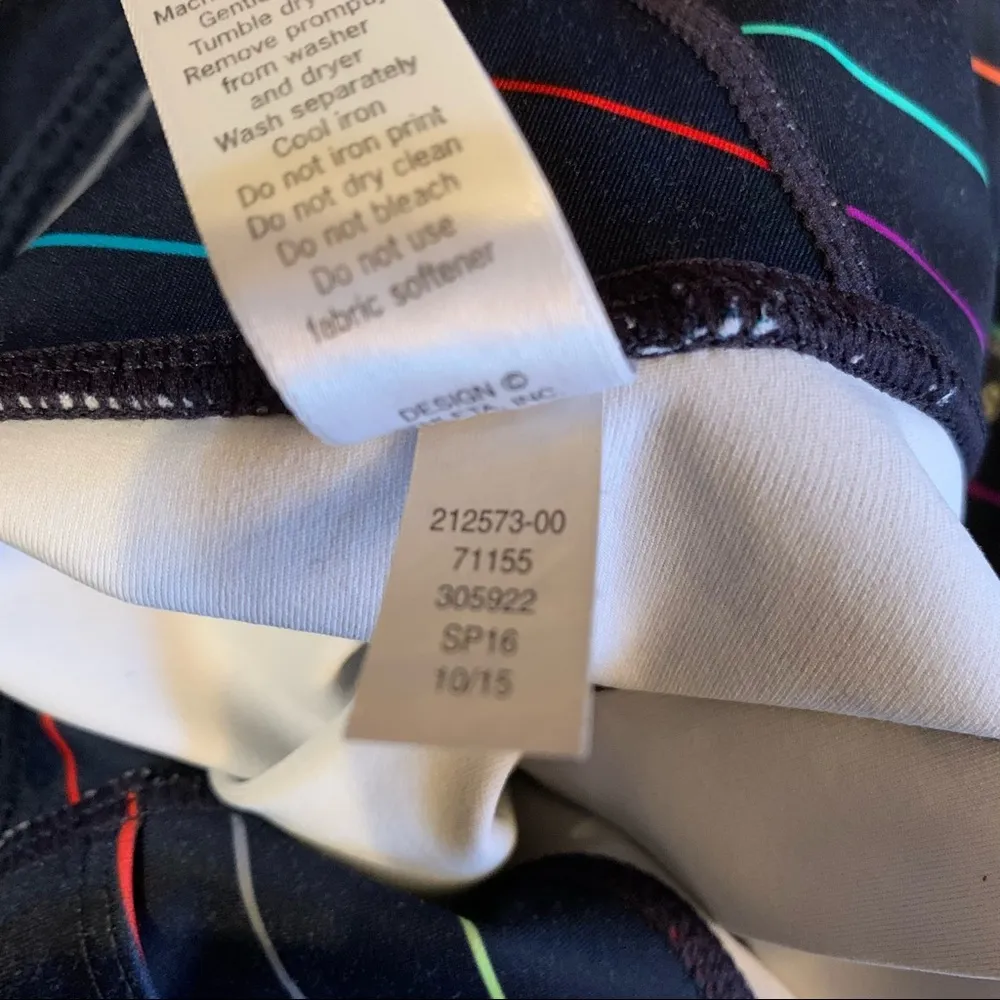 Tumble dry
Remove promptly
from washer
and dryer
Wash separately
Cool iron
Do not iron print
Do not dry clean
Do not bleach
Do not use
fabric softener
DESIGN ©
INC
212573-00
71155
305922
SP16
10/15